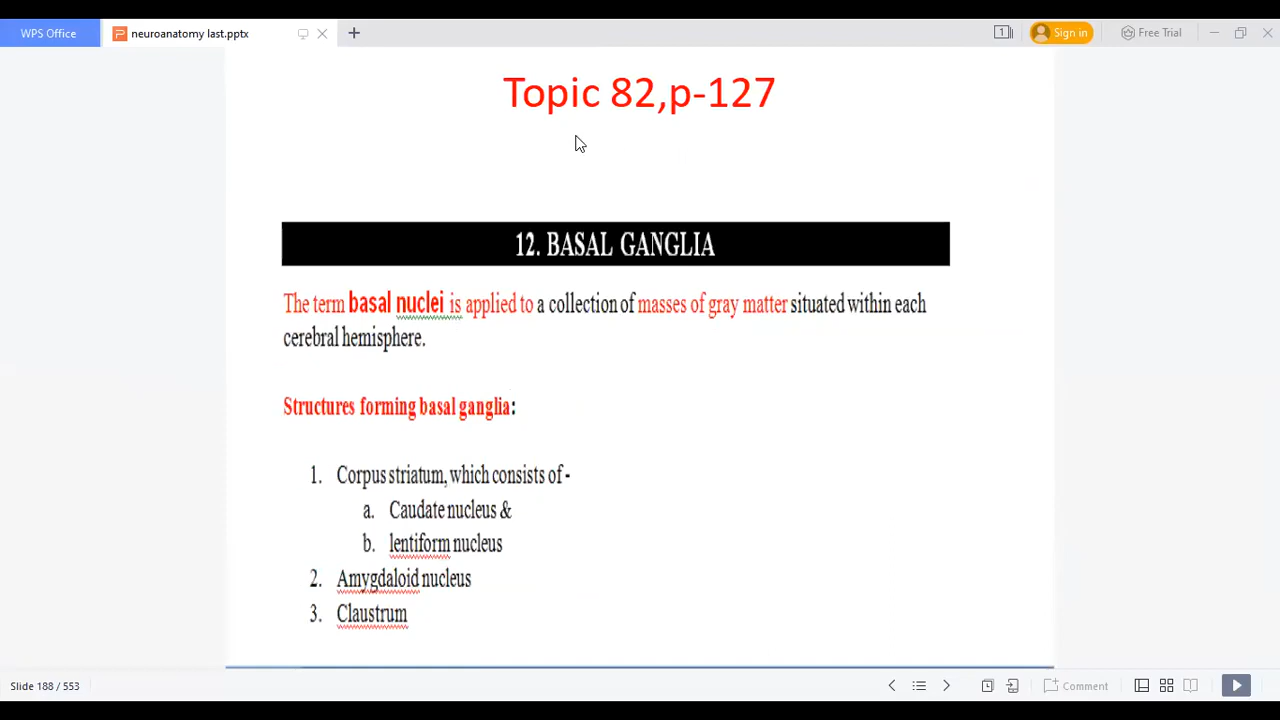 WPS Office
neuroanatomy last.pptx
1
Sign in
Free Trial
Topic 82,p-127
12. BASAL GANGLIA
The term basal nuclei is applied to a collection of masses of gray matter situated within each
cerebral hemisphere.
Structures forming basal ganglia:
1. Corpus striatum, which consists of -
a. Caudate nucleus &
b. lentiform nucleus
2. Amygdaloid nucleus
3. Claustrum
Slide 188 / 553
Comment